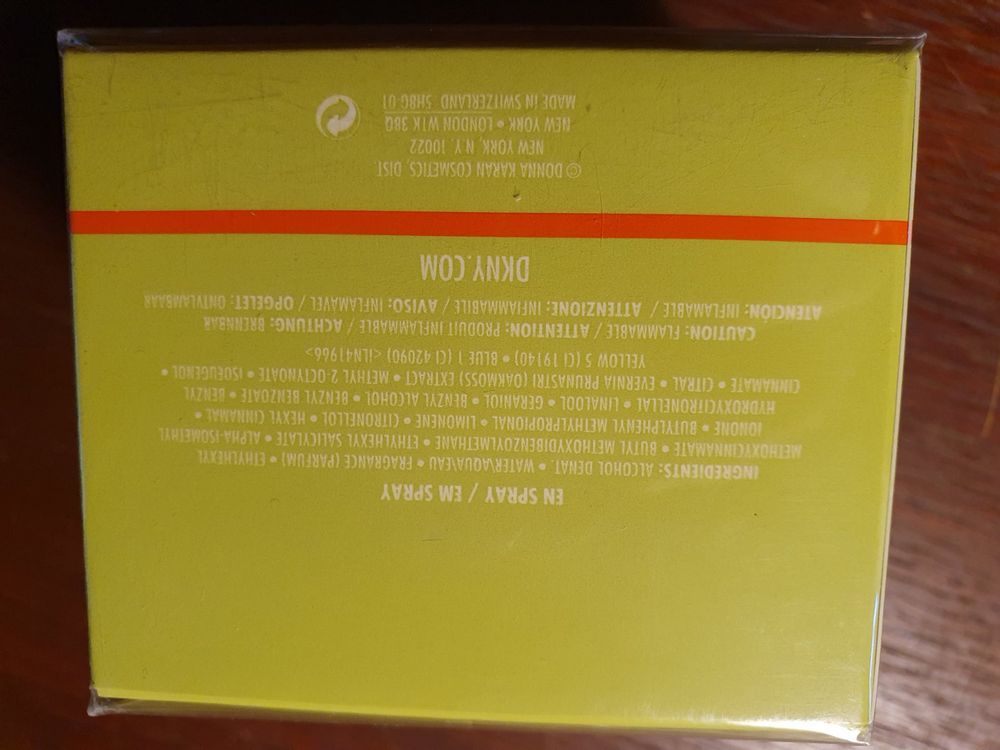 EN SPRAY / EM SPRAY
INGREDIENTS: ALCOHOL DENAT. • WATER/AQUA/EAU • FRAGRANCE (PARFUM) • ETHYLHEXYL
METHOXYCINNAMATE • BUTYL METHOXYDIBENZOYLMETHANE • ETHYLHEXYL SALICYLATE • ALPHA-ISOMETHYL
IONONE • BUTYLPHENYL METHYLPROPIONAL • LIMONENE • CITRONELLOL • HEXYL CINNAMAL •
HYDROXYCITRONELLAL • LINALOOL • GERANIOL • BENZYL ALCOHOL • BENZYL BENZOATE • BENZYL
CINNAMATE • CITRAL • EVERNIA PRUNASTRI (OAKMOSS) EXTRACT • METHYL 2-OCTYNOATE • ISOEUGENOL •
YELLOW 5 (CI 19140) • BLUE 1 (CI 42090) <ILN41966>
CAUTION: FLAMMABLE / ATTENTION: PRODUIT INFLAMMABLE / ACHTUNG: BRENNBAR
ATENCIÓN: INFLAMABLE / ATTENZIONE: INFIAMMABILE / AVISO: INFLAMÁVEL / OPGELET: ONTVLAMBAAR
DKNY.COM
© DONNA KARAN COSMETICS, DIST.
NEW YORK, N.Y. 10022
NEW YORK • LONDON W1K 3BQ
MADE IN SWITZERLAND 5H8G 01